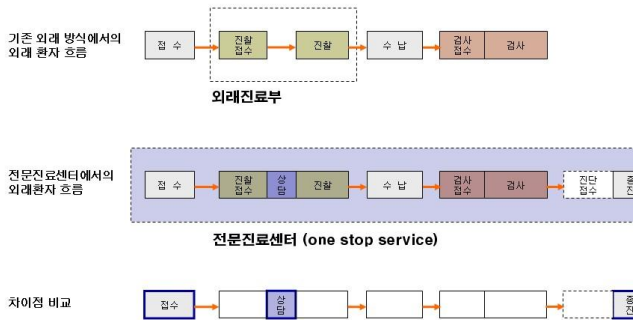 기존 외래 방식에서의
외래 환자 흐름
접 수
진찰
접수
진찰
수 납
검사
접수
검사
외래진료부
전문진료센터에서의
외래환자 흐름
접 수
진찰
접수
상
담
진찰
수 납
검사
접수
검사
진단
접수
전문진료센터 (one stop service)
차이점 비교
접수
상
담